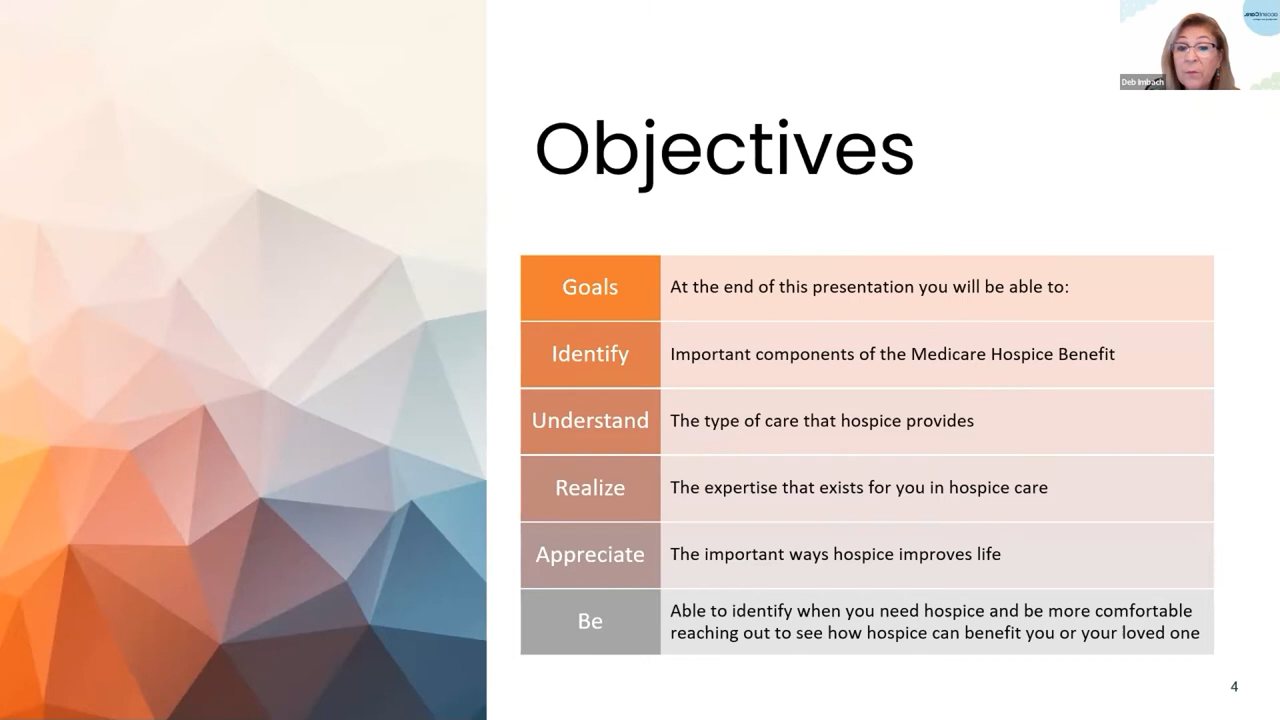 Deb Imbach
Objectives
Goals
At the end of this presentation you will be able to:
Identify
Important components of the Medicare Hospice Benefit
Understand
The type of care that hospice provides
Realize
The expertise that exists for you in hospice care
Appreciate
The important ways hospice improves life
Be
Able to identify when you need hospice and be more comfortable
reaching out to see how hospice can benefit you or your loved one
4